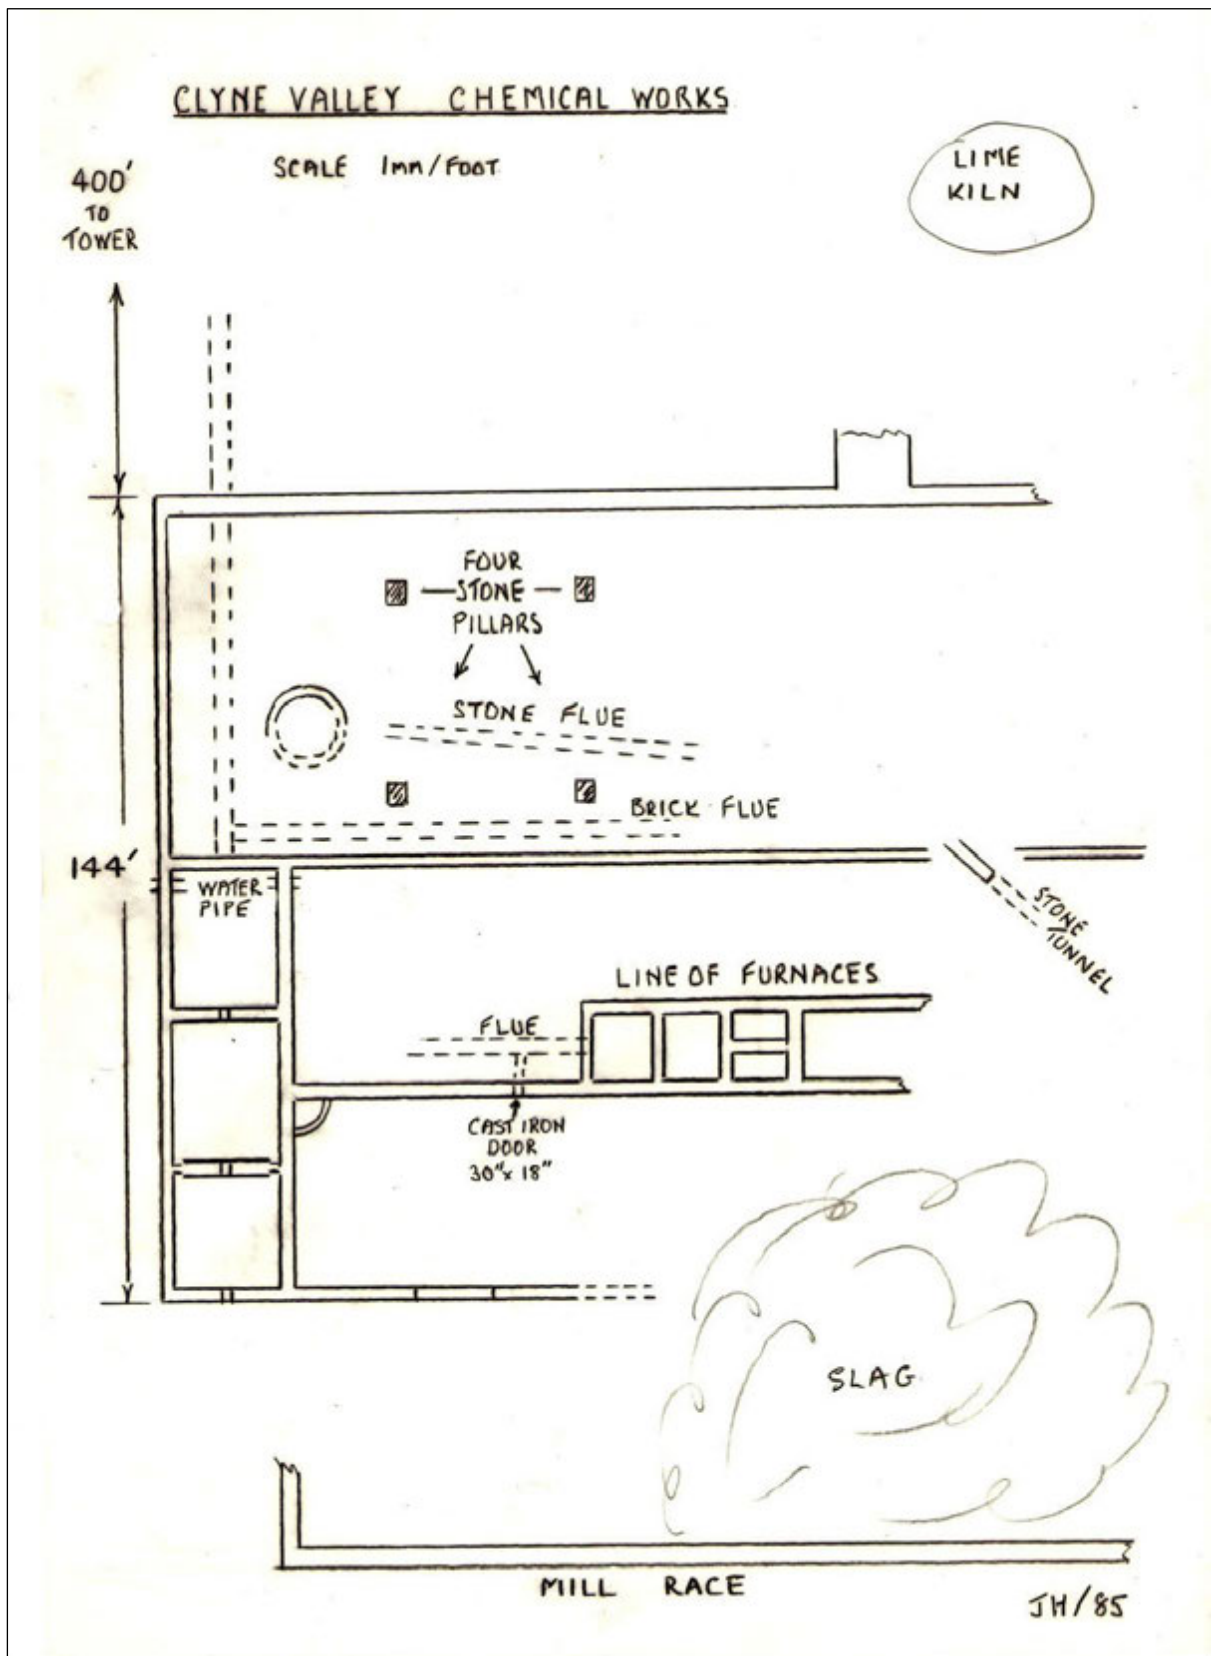 CLYNE VALLEY CHEMICAL WORKS
SCALE 1MM/FOOT
400'
TO
TOWER
LIME
KILN
FOUR
STONE
PILLARS
STONE FLUE
BRICK FLUE
144'
WATER
PIPE
STONE
TUNNEL
LINE OF FURNACES
FLUE
CAST IRON
DOOR
30" x 18"
SLAG
MILL RACE
JH/85